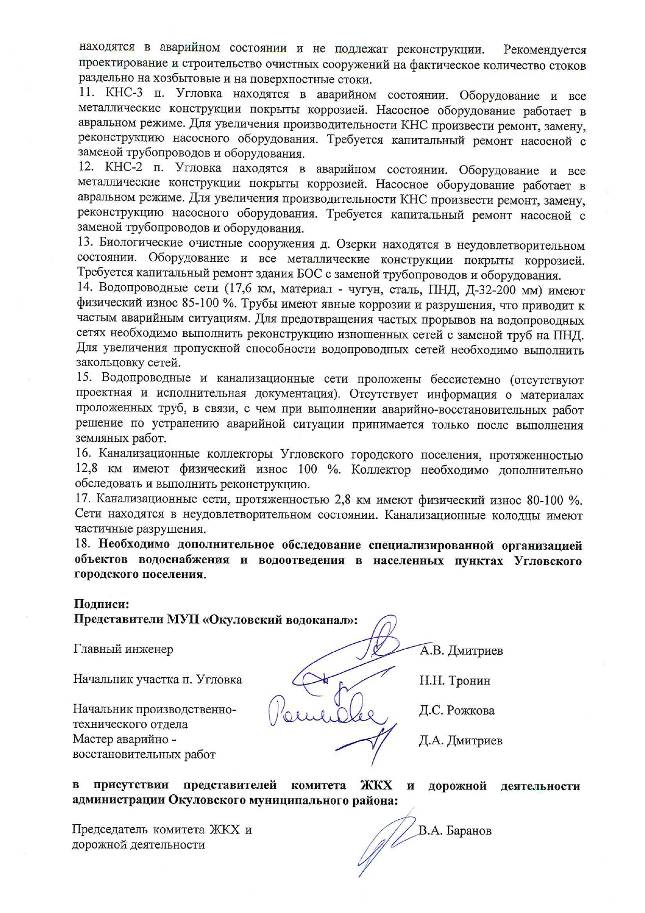 находятся в аварийном состоянии и не подлежат реконструкции. Рекомендуется
проектирование и строительство очистных сооружений на фактическое количество стоков
раздельно на хозбытовые и на поверхностные стоки.
11. КНС-3 п. Угловка находятся в аварийном состоянии. Оборудование и все
металлические конструкции покрыты коррозией. Насосное оборудование работает в
авральном режиме. Для увеличения производительности КНС произвести ремонт, замену,
реконструкцию насосного оборудования. Требуется капитальный ремонт насосной с
заменой трубопроводов и оборудования.
12. КНС-2 п. Угловка находятся в аварийном состоянии. Оборудование и все
металлические конструкции покрыты коррозией. Насосное оборудование работает в
авральном режиме. Для увеличения производительности КНС произвести ремонт, замену,
реконструкцию насосного оборудования. Требуется капитальный ремонт насосной с
заменой трубопроводов и оборудования.
13. Биологические очистные сооружения д. Озерки находятся в неудовлетворительном
состоянии. Оборудование и все металлические конструкции покрыты коррозией.
Требуется капитальный ремонт здания БОС с заменой трубопроводов и оборудования.
14. Водопроводные сети (17,6 км, материал - чугун, сталь, ПНД, Д-32-200 мм) имеют
физический износ 85-100 %. Трубы имеют явные коррозии и разрушения, что приводит к
частым аварийным ситуациям. Для предотвращения частых прорывов на водопроводных
сетях необходимо выполнить реконструкцию изношенных сетей с заменой труб на ПНД.
Для увеличения пропускной способности водопроводных сетей необходимо выполнить
закольцовку сетей.
15. Водопроводные и канализационные сети проложены бессистемно (отсутствуют
проектная и исполнительная документация). Отсутствует информация о материалах
проложенных труб, в связи, с чем при выполнении аварийно-восстановительных работ
решение по устранению аварийной ситуации принимается только после выполнения
земляных работ.
16. Канализационные коллекторы Угловского городского поселения, протяженностью
12,8 км имеют физический износ 100 %. Коллектор необходимо дополнительно
обследовать и выполнить реконструкцию.
17. Канализационные сети, протяженностью 2,8 км имеют физический износ 80-100 %.
Сети находятся в неудовлетворительном состоянии. Канализационные колодцы имеют
частичные разрушения.
18. Необходимо дополнительное обследование специализированной организацией
объектов водоснабжения и водоотведения в населенных пунктах Угловского
городского поселения.
Подписи:
Представители МУП «Окуловский водоканал»:
Главный инженер А.В. Дмитриев
Начальник участка п. Угловка Н.Н. Тронин
Начальник производственно- Д.С. Рожкова
технического отдела
Мастер аварийно - Д.А. Дмитриев
восстановительных работ
в присутствии представителей комитета ЖКХ и дорожной деятельности
администрации Окуловского муниципального района:
Председатель комитета ЖКХ и В.А. Баранов
дорожной деятельности